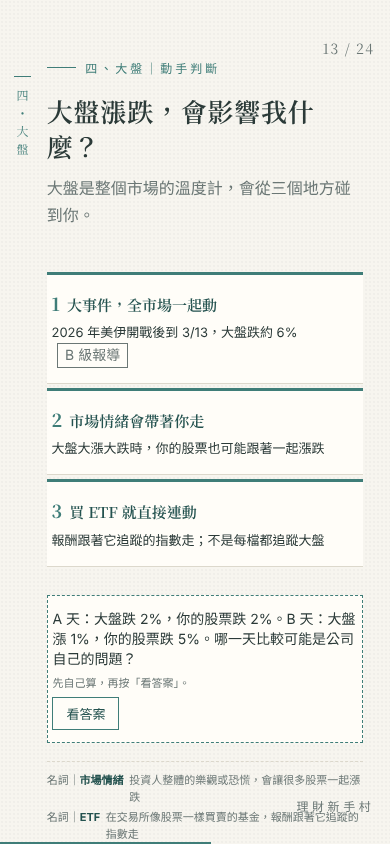 13 / 24
四、大盤｜動手判斷
四・大盤
大盤漲跌，會影響我什
麼？
大盤是整個市場的溫度計，會從三個地方碰
到你。
1 大事件，全市場一起動
2026 年美伊開戰後到 3/13，大盤跌約 6%
B 級報導
2 市場情緒會帶著你走
大盤大漲大跌時，你的股票也可能跟著一起漲跌
3 買 ETF 就直接連動
報酬跟著它追蹤的指數走；不是每檔都追蹤大盤
A 天：大盤跌 2%，你的股票跌 2%。B 天：大盤
漲 1%，你的股票跌 5%。哪一天比較可能是公司
自己的問題？
先自己算，再按「看答案」。
看答案
名詞｜市場情緒 投資人整體的樂觀或恐慌，會讓很多股票一起漲
跌
理財新手村
名詞｜ETF 在交易所像股票一樣買賣的基金，報酬跟著它追蹤的
指數走